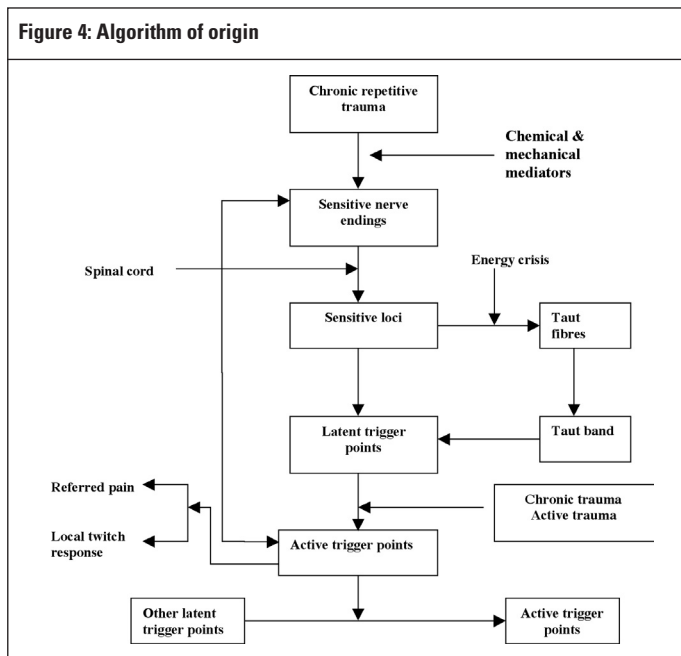 Figure 4: Algorithm of origin
Chronic repetitive
trauma
Chemical &
mechanical
mediators
Sensitive nerve
endings
Spinal cord
Energy crisis
Sensitive loci
Taut
fibres
Latent trigger
points
Taut band
Referred pain
Chronic trauma
Active trauma
Local twitch
response
Active trigger points
Other latent
trigger points
Active trigger
points